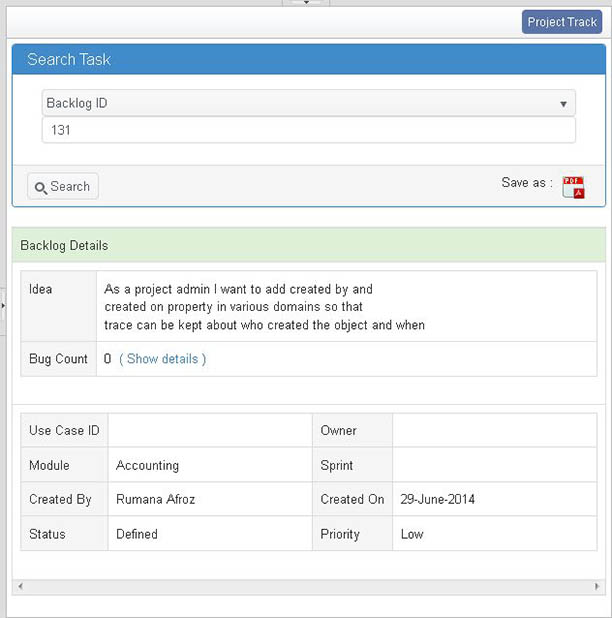 Project Track
Search Task
Backlog ID
131
Search
Save as :
PDF
Backlog Details
Idea
As a project admin I want to add created by and
created on property in various domains so that
trace can be kept about who created the object and when
Bug Count 0 ( Show details )
Use Case ID Owner
Module Accounting Sprint
Created By Rumana Afroz Created On 29-June-2014
Status Defined Priority Low